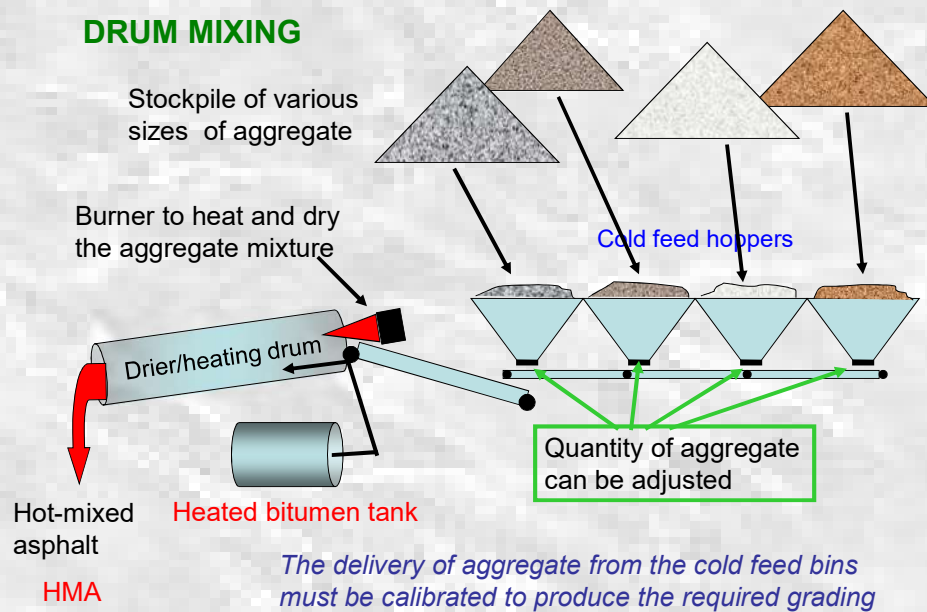 DRUM MIXING
Stockpile of various
sizes of aggregate
Burner to heat and dry
the aggregate mixture
Cold feed hoppers
Drier/heating drum
Quantity of aggregate
can be adjusted
Hot-mixed
asphalt
HMA
Heated bitumen tank
The delivery of aggregate from the cold feed bins
must be calibrated to produce the required grading